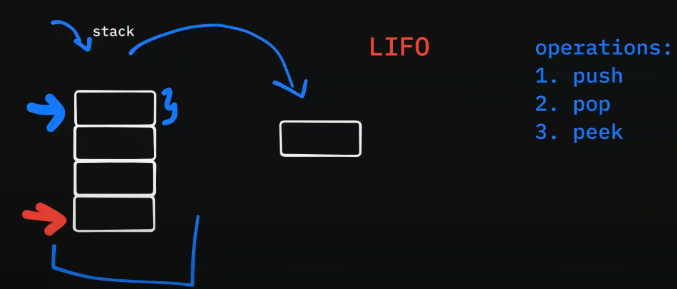 stack
LIFO
operations:
1. push
2. pop
3. peek